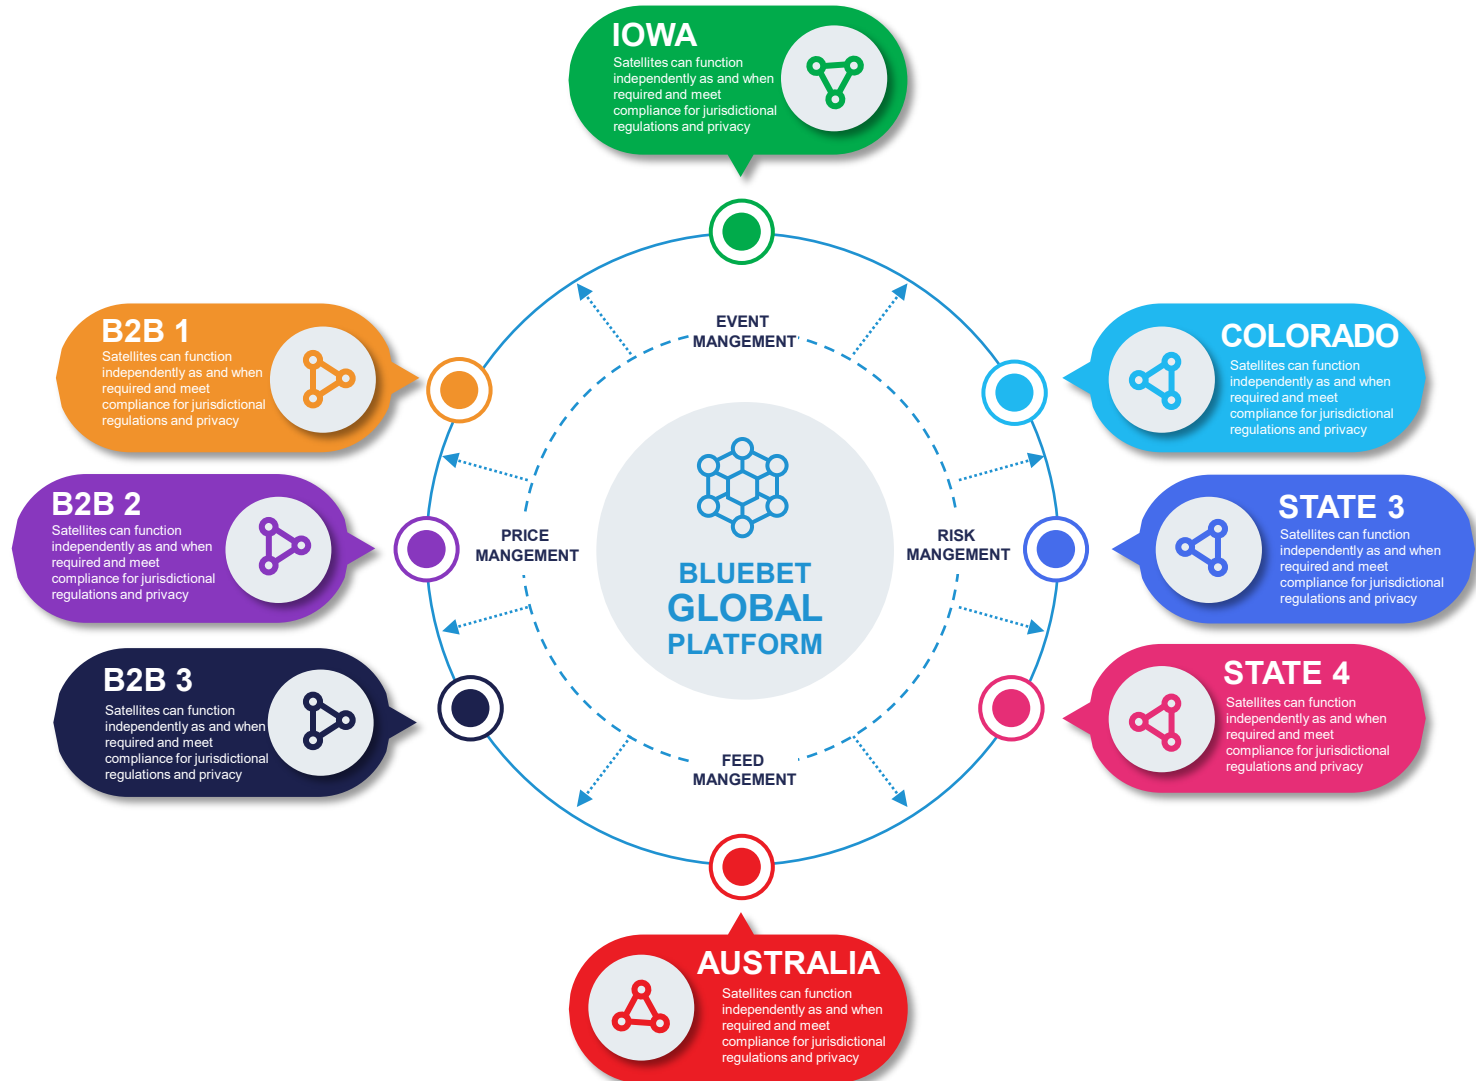 IOWA
Satellites can function
independently as and when
required and meet
compliance for jurisdictional
regulations and privacy
B2B 1
Satellites can function
independently as and when
required and meet
compliance for jurisdictional
regulations and privacy
EVENT
MANGEMENT
COLORADO
Satellites can function
independently as and when
required and meet
compliance for jurisdictional
regulations and privacy
B2B 2
Satellites can function
independently as and when
required and meet
compliance for jurisdictional
regulations and privacy
PRICE
MANGEMENT
BLUEBET
GLOBAL
PLATFORM
RISK
MANGEMENT
STATE 3
Satellites can function
independently as and when
required and meet
compliance for jurisdictional
regulations and privacy
B2B 3
Satellites can function
independently as and when
required and meet
compliance for jurisdictional
regulations and privacy
FEED
MANGEMENT
STATE 4
Satellites can function
independently as and when
required and meet
compliance for jurisdictional
regulations and privacy
AUSTRALIA
Satellites can function
independently as and when
required and meet
compliance for jurisdictional
regulations and privacy